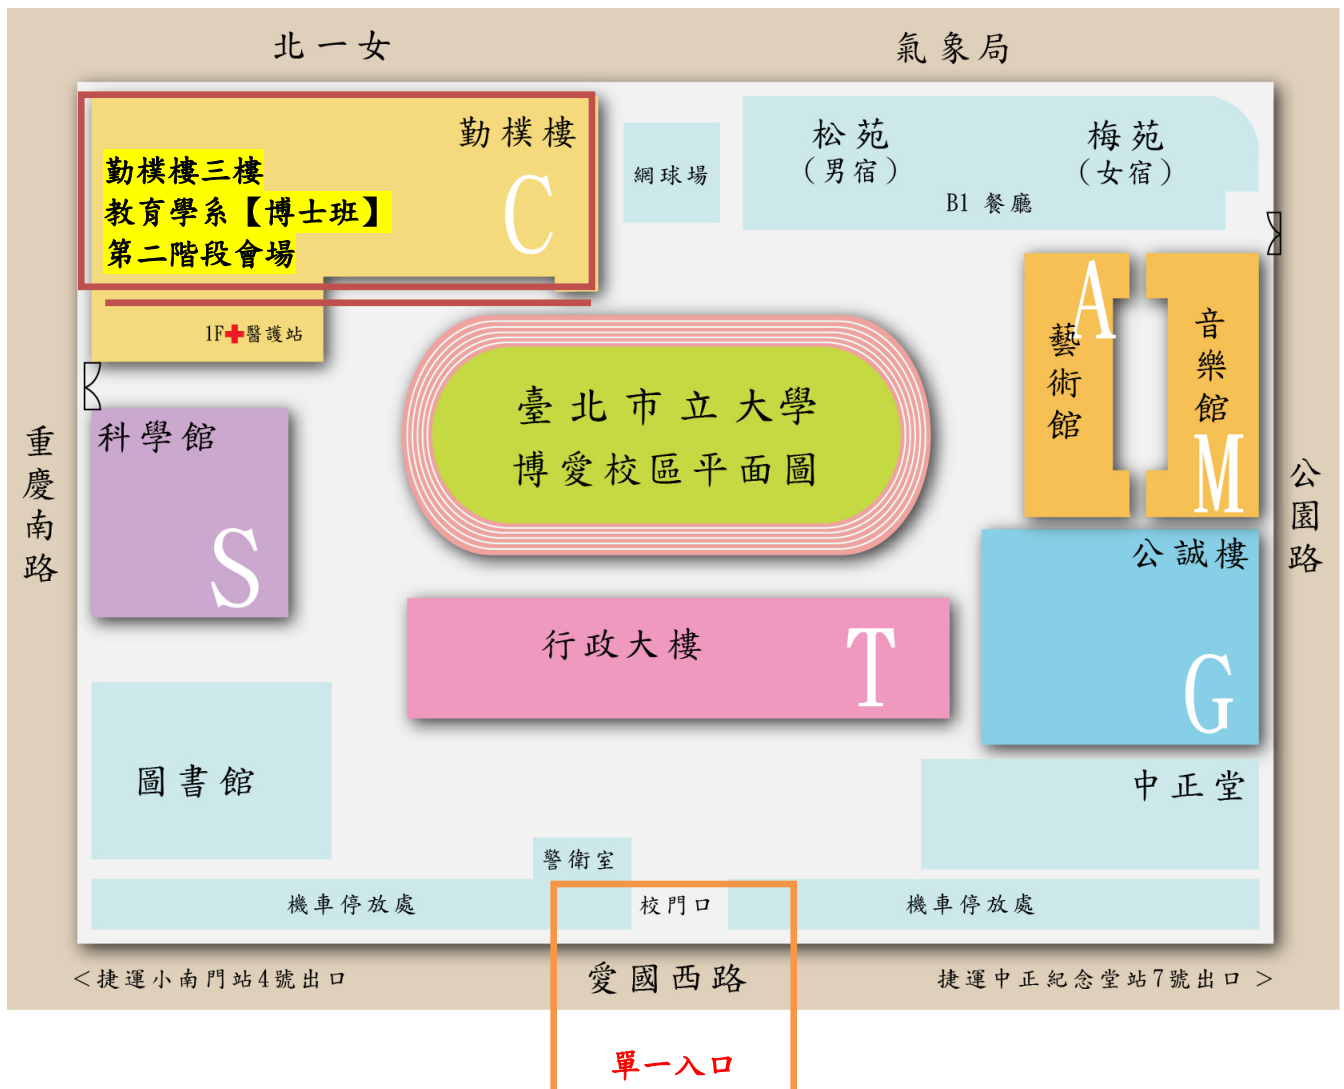 北一女
氣象局
勤樸樓
C
勤樸樓三樓
教育學系【博士班】
第二階段會場
1F
醫護站
網球場
松苑
(男宿)
梅苑
(女宿)
B1 餐廳
A
藝術館
音樂館
M
臺北市立大學
博愛校區平面圖
重慶南路
科學館
S
公園路
公誠樓
G
行政大樓
T
圖書館
中正堂
警衛室
機車停放處
校門口
機車停放處
<捷運小南門站4號出口
愛國西路
捷運中正紀念堂站7號出口 >
單一入口